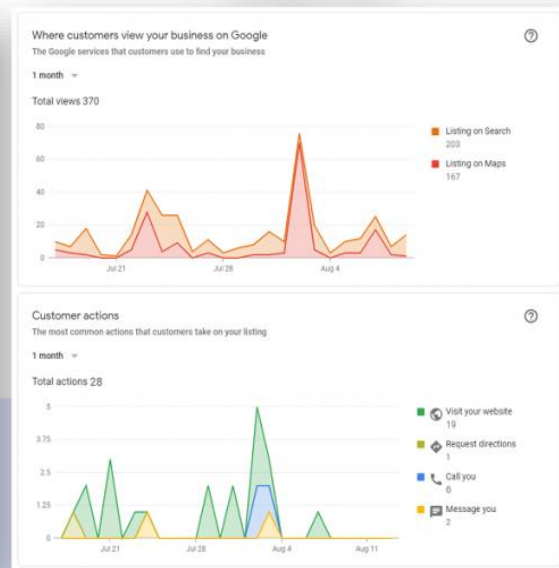 Where customers view your business on Google
The Google services that customers use to find your business
1 month
Total views 370
80
60
40
20
0
Jul 21
Jul 28
Aug 4
Listing on Search
203
Listing on Maps
167
Customer actions
The most common actions that customers take on your listing
1 month
Total actions 28
5
3.75
2.5
1.25
0
Jul 21
Jul 28
Aug 4
Aug 11
Visit your website
19
Request directions
1
Call you
6
Message you
2